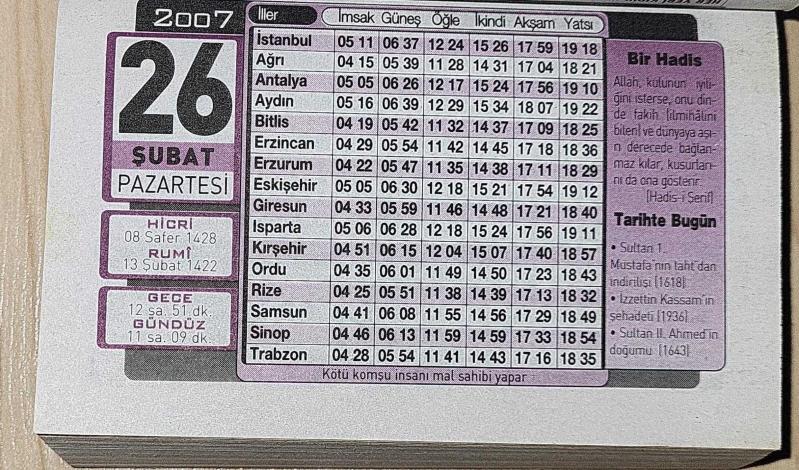 2007
26
ŞUBAT
PAZARTESİ
HİCRİ
08 Safer 1428
RUMÎ
13 Şubat 1422
GECE
12 sa. 51 dk.
GÜNDÜZ
11 sa. 09 dk.
İller İmsak Güneş Öğle İkindi Akşam Yatsı
İstanbul 05 11 06 37 12 24 15 26 17 59 19 18
Ağrı 04 15 05 39 11 28 14 31 17 04 18 21
Antalya 05 05 06 26 12 17 15 24 17 56 19 10
Aydın 05 16 06 39 12 29 15 34 18 07 19 22
Bitlis 04 19 05 42 11 32 14 37 17 09 18 25
Erzincan 04 29 05 54 11 42 14 45 17 18 18 36
Erzurum 04 22 05 47 11 35 14 38 17 11 18 29
Eskişehir 05 05 06 30 12 18 15 21 17 54 19 12
Giresun 04 33 05 59 11 46 14 48 17 21 18 40
Isparta 05 06 06 28 12 18 15 24 17 56 19 11
Kırşehir 04 51 06 15 12 04 15 07 17 40 18 57
Ordu 04 35 06 01 11 49 14 50 17 23 18 43
Rize 04 25 05 51 11 38 14 39 17 13 18 32
Samsun 04 41 06 08 11 55 14 56 17 29 18 49
Sinop 04 46 06 13 11 59 14 59 17 33 18 54
Trabzon 04 28 05 54 11 41 14 43 17 16 18 35
Kötü komşu insanı mal sahibi yapar
Bir Hadis
Allah, kulunun iyili-
ğini isterse, onu din-
de fakih (ilmihâlini
bilen) ve dünyaya aşı-
rı derecede bağlan-
maz kılar, kusurları-
nı da ona gösterir.
(Hadis-i Şerif)
Tarihte Bugün
• Sultan 1.
Mustafa'nın taht'dan
indirilişi (1618)
• İzzettin Kassam'ın
şehadeti (1936)
• Sultan II. Ahmed'in
doğumu (1643)